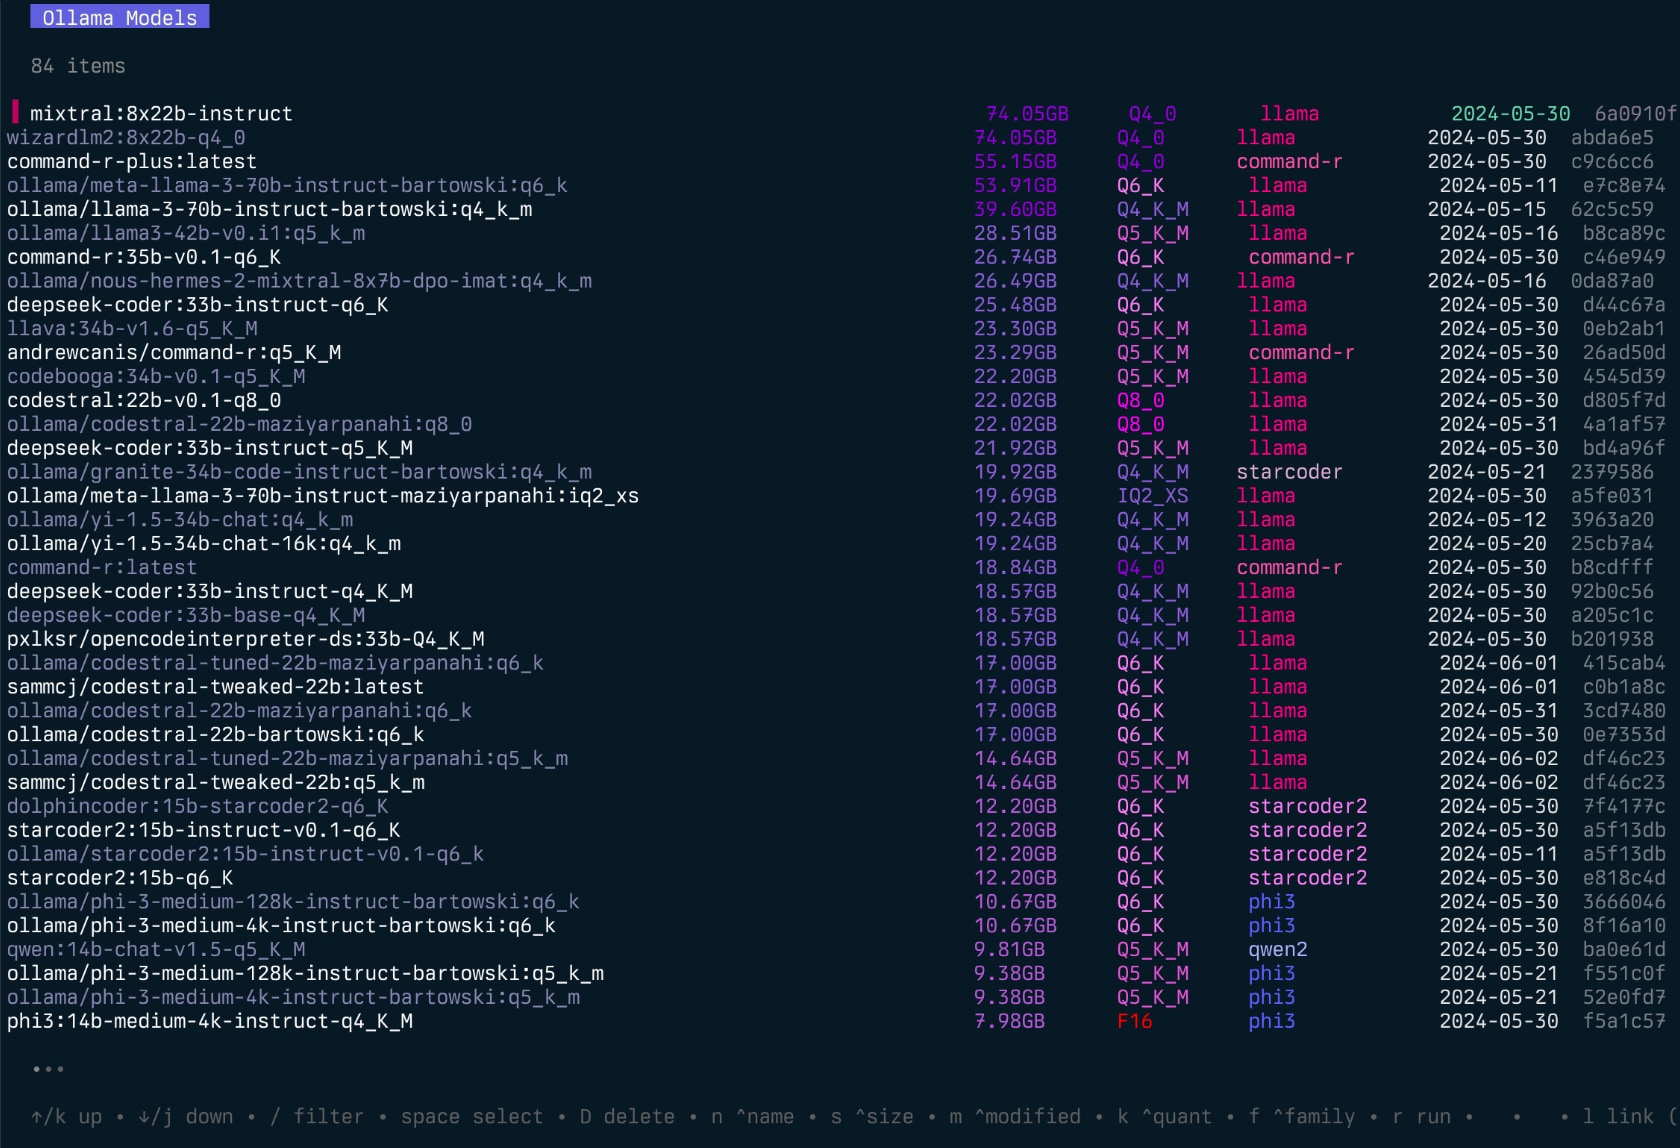 Ollama Models
84 items
mixtral:8x22b-instruct 74.05GB Q4_0 llama 2024-05-30 6a0910f
wizardlm2:8x22b-q4_0 74.05GB Q4_0 llama 2024-05-30 abda6e5
command-r-plus:latest 55.15GB Q4_0 command-r 2024-05-30 c9c6cc6
ollama/meta-llama-3-70b-instruct-bartowski:q6_k 53.91GB Q6_K llama 2024-05-11 e7c8e74
ollama/llama-3-70b-instruct-bartowski:q4_k_m 39.60GB Q4_K_M llama 2024-05-15 62c5c59
ollama/llama3-42b-v0.i1:q5_k_m 28.51GB Q5_K_M llama 2024-05-16 b8ca89c
command-r:35b-v0.1-q6_K 26.74GB Q6_K command-r 2024-05-30 c46e949
ollama/nous-hermes-2-mixtral-8x7b-dpo-imat:q4_k_m 26.49GB Q4_K_M llama 2024-05-16 0da87a0
deepseek-coder:33b-instruct-q6_K 25.48GB Q6_K llama 2024-05-30 d44c67a
llava:34b-v1.6-q5_K_M 23.30GB Q5_K_M llama 2024-05-30 0eb2ab1
andrewcanis/command-r:q5_K_M 23.29GB Q5_K_M command-r 2024-05-30 26ad50d
codebooga:34b-v0.1-q5_K_M 22.20GB Q5_K_M llama 2024-05-30 4545d39
codestral:22b-v0.1-q8_0 22.02GB Q8_0 llama 2024-05-30 d805f7d
ollama/codestral-22b-maziyarpanahi:q8_0 22.02GB Q8_0 llama 2024-05-31 4a1af57
deepseek-coder:33b-instruct-q5_K_M 21.92GB Q5_K_M llama 2024-05-30 bd4a96f
ollama/granite-34b-code-instruct-bartowski:q4_k_m 19.92GB Q4_K_M starcoder 2024-05-21 2379586
ollama/meta-llama-3-70b-instruct-maziyarpanahi:iq2_xs 19.69GB IQ2_XS llama 2024-05-30 a5fe031
ollama/yi-1.5-34b-chat:q4_k_m 19.24GB Q4_K_M llama 2024-05-12 3963a20
ollama/yi-1.5-34b-chat-16k:q4_k_m 19.24GB Q4_K_M llama 2024-05-20 25cb7a4
command-r:latest 18.84GB Q4_0 command-r 2024-05-30 b8cdfff
deepseek-coder:33b-instruct-q4_K_M 18.57GB Q4_K_M llama 2024-05-30 92b0c56
deepseek-coder:33b-base-q4_K_M 18.57GB Q4_K_M llama 2024-05-30 a205c1c
pxlksr/opencodeinterpreter-ds:33b-Q4_K_M 18.57GB Q4_K_M llama 2024-05-30 b201938
ollama/codestral-tuned-22b-maziyarpanahi:q6_k 17.00GB Q6_K llama 2024-06-01 415cab4
sammcj/codestral-tweaked-22b:latest 17.00GB Q6_K llama 2024-06-01 c0b1a8c
ollama/codestral-22b-maziyarpanahi:q6_k 17.00GB Q6_K llama 2024-05-31 3cd7480
ollama/codestral-22b-bartowski:q6_k 17.00GB Q6_K llama 2024-05-30 0e7353d
ollama/codestral-tuned-22b-maziyarpanahi:q5_k_m 14.64GB Q5_K_M llama 2024-06-02 df46c23
sammcj/codestral-tweaked-22b:q5_k_m 14.64GB Q5_K_M llama 2024-06-02 df46c23
dolphincoder:15b-starcoder2-q6_K 12.20GB Q6_K starcoder2 2024-05-30 7f4177c
starcoder2:15b-instruct-v0.1-q6_K 12.20GB Q6_K starcoder2 2024-05-30 a5f13db
ollama/starcoder2:15b-instruct-v0.1-q6_k 12.20GB Q6_K starcoder2 2024-05-11 a5f13db
starcoder2:15b-q6_K 12.20GB Q6_K starcoder2 2024-05-30 e818c4d
ollama/phi-3-medium-128k-instruct-bartowski:q6_k 10.67GB Q6_K phi3 2024-05-30 3666046
ollama/phi-3-medium-4k-instruct-bartowski:q6_k 10.67GB Q6_K phi3 2024-05-30 8f16a10
qwen:14b-chat-v1.5-q5_K_M 9.81GB Q5_K_M qwen2 2024-05-30 ba0e61d
ollama/phi-3-medium-128k-instruct-bartowski:q5_k_m 9.38GB Q5_K_M phi3 2024-05-21 f551c0f
ollama/phi-3-medium-4k-instruct-bartowski:q5_k_m 9.38GB Q5_K_M phi3 2024-05-21 52e0fd7
phi3:14b-medium-4k-instruct-q4_K_M 7.98GB F16 phi3 2024-05-30 f5a1c57
•••
↑/k up • ↓/j down • / filter • space select • D delete • n ^name • s ^size • m ^modified • k ^quant • f ^family • r run • • • l link (